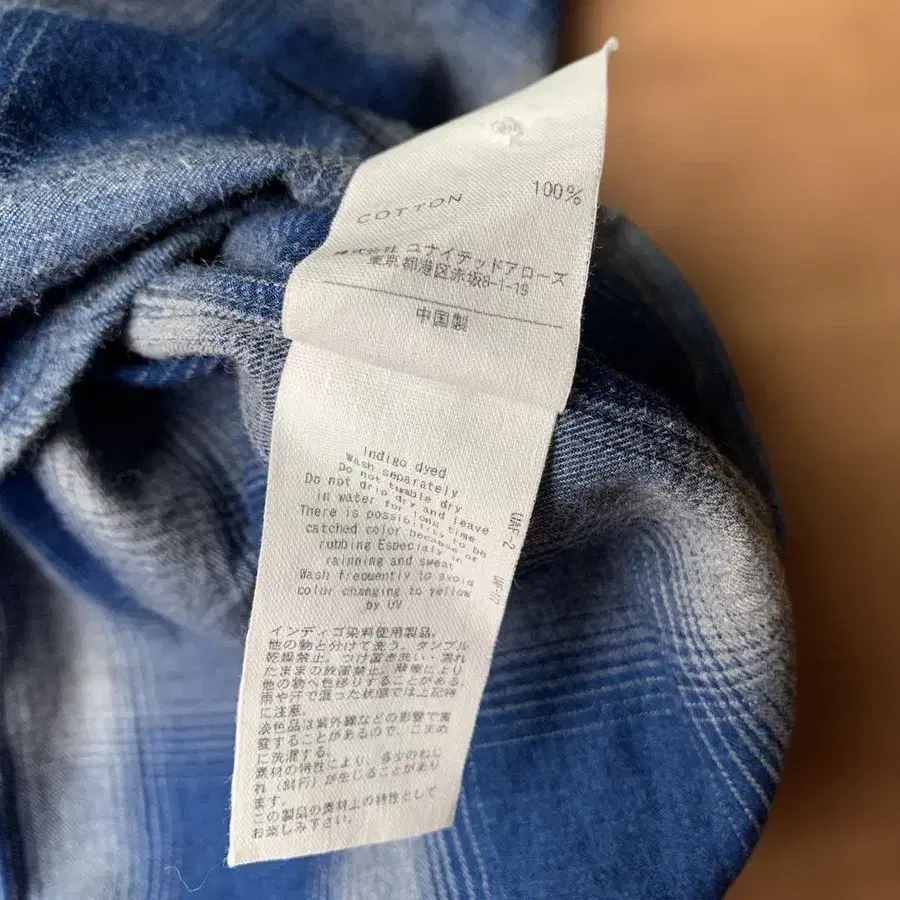 COTTON 100%
株式会社 ユナイテッドアローズ
東京都港区赤坂8-1-19
中国製
Indigo dyed
Wash separately
Do not tumble dry
Do not drip dry and leave
in water for long time
There is possibility to be
catched color because of
rubbing Especialy in
rainning and sweat
Wash frequently to avoid
color changing to yellow
by UV
UAF-2
インディゴ染料使用製品。
他の物と分けて洗う。タンブル
乾燥禁止。つけ置き洗い・濡れ
たままの放置禁止。摩擦により
他の物へ色移りすることがある。
雨や汗で湿った状態では上記特
に注意。
淡色品は紫外線などの影響で黄
変することがあるので、こまめ
に洗濯する。
素材の特性により、多少のねじ
れ(斜行)が生じることがあり
ます。
この製品の素材上の特性として
お楽しみ下さい。